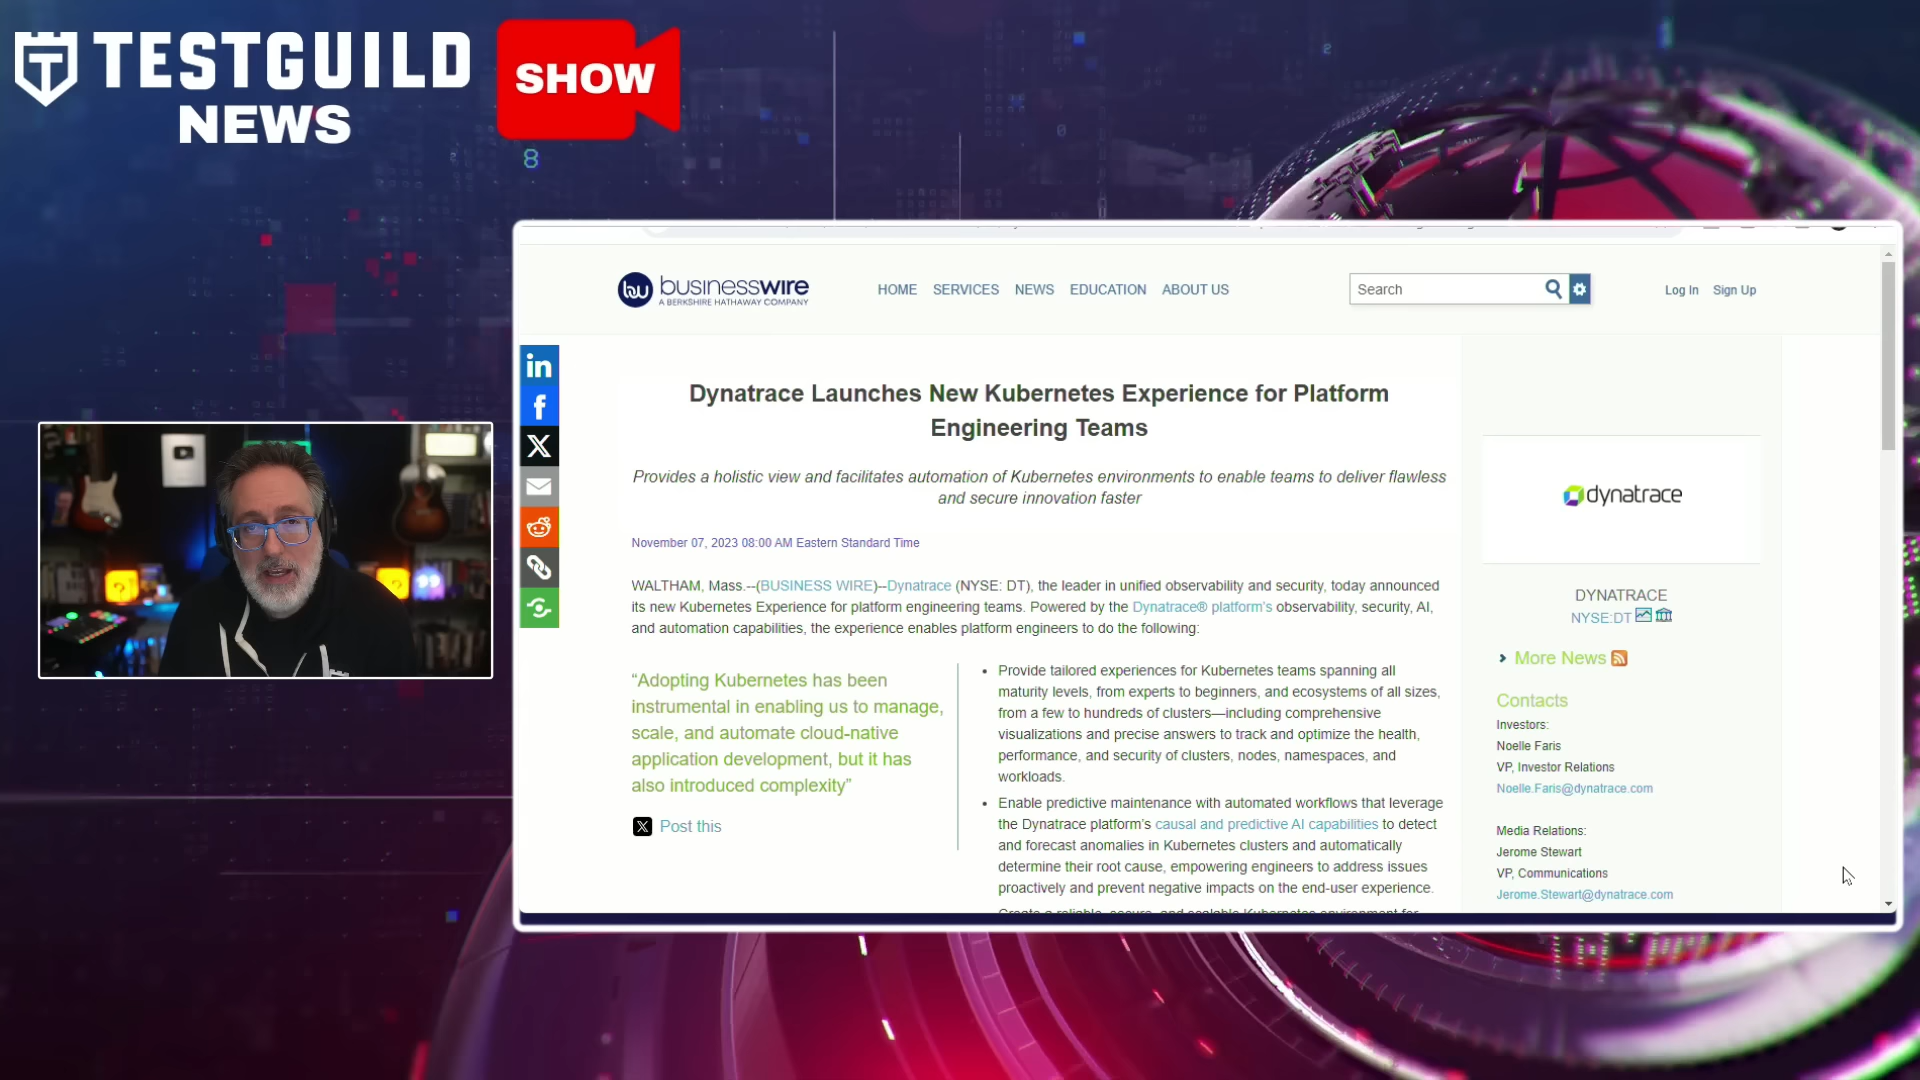 TESTGUILD
NEWS
SHOW
businesswire
A BERKSHIRE HATHAWAY COMPANY
HOME SERVICES NEWS EDUCATION ABOUT US
Search
Log In Sign Up
Dynatrace Launches New Kubernetes Experience for Platform
Engineering Teams
Provides a holistic view and facilitates automation of Kubernetes environments to enable teams to deliver flawless
and secure innovation faster
November 07, 2023 08:00 AM Eastern Standard Time
WALTHAM, Mass.--(BUSINESS WIRE)--Dynatrace (NYSE: DT), the leader in unified observability and security, today announced
its new Kubernetes Experience for platform engineering teams. Powered by the Dynatrace® platform's observability, security, AI,
and automation capabilities, the experience enables platform engineers to do the following:
“Adopting Kubernetes has been
instrumental in enabling us to manage,
scale, and automate cloud-native
application development, but it has
also introduced complexity”
Post this
• Provide tailored experiences for Kubernetes teams spanning all
maturity levels, from experts to beginners, and ecosystems of all sizes,
from a few to hundreds of clusters—including comprehensive
visualizations and precise answers to track and optimize the health,
performance, and security of clusters, nodes, namespaces, and
workloads.
• Enable predictive maintenance with automated workflows that leverage
the Dynatrace platform's causal and predictive AI capabilities to detect
and forecast anomalies in Kubernetes clusters and automatically
determine their root cause, empowering engineers to address issues
proactively and prevent negative impacts on the end-user experience.
dynatrace
DYNATRACE
NYSE:DT
More News
Contacts
Investors:
Noelle Faris
VP, Investor Relations
Noelle.Faris@dynatrace.com
Media Relations:
Jerome Stewart
VP, Communications
Jerome.Stewart@dynatrace.com